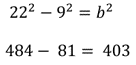 22² − 9² = b²
484 − 81 = 403